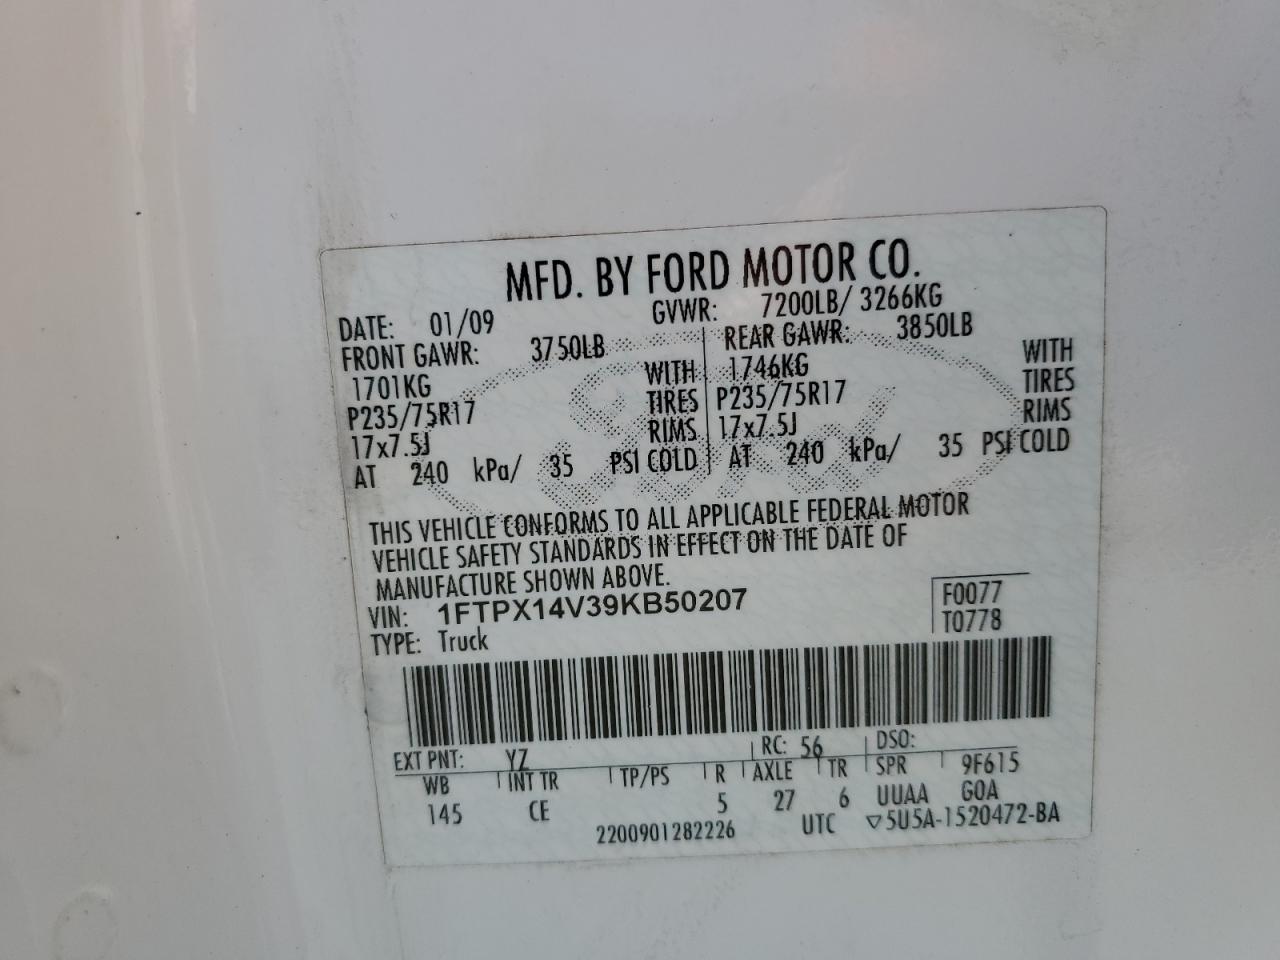 MFD. BY FORD MOTOR CO.
DATE: 01/09 GVWR: 7200LB/ 3266KG
FRONT GAWR: 3750LB REAR GAWR: 3850LB
1701KG WITH 1746KG WITH
P235/75R17 TIRES P235/75R17 TIRES
17x7.5J RIMS 17x7.5J RIMS
AT 240 kPa/ 35 PSI COLD AT 240 kPa/ 35 PSI COLD
Ford
THIS VEHICLE CONFORMS TO ALL APPLICABLE FEDERAL MOTOR
VEHICLE SAFETY STANDARDS IN EFFECT ON THE DATE OF
MANUFACTURE SHOWN ABOVE.
VIN: 1FTPX14V39KB50207 F0077
TYPE: Truck T0778
EXT PNT: YZ RC: 56 DSO:
WB INT TR TP/PS R AXLE TR SPR 9F615
145 CE 5 27 6 UUAA GOA
2200901282226 UTC ▽5U5A-1520472-BA